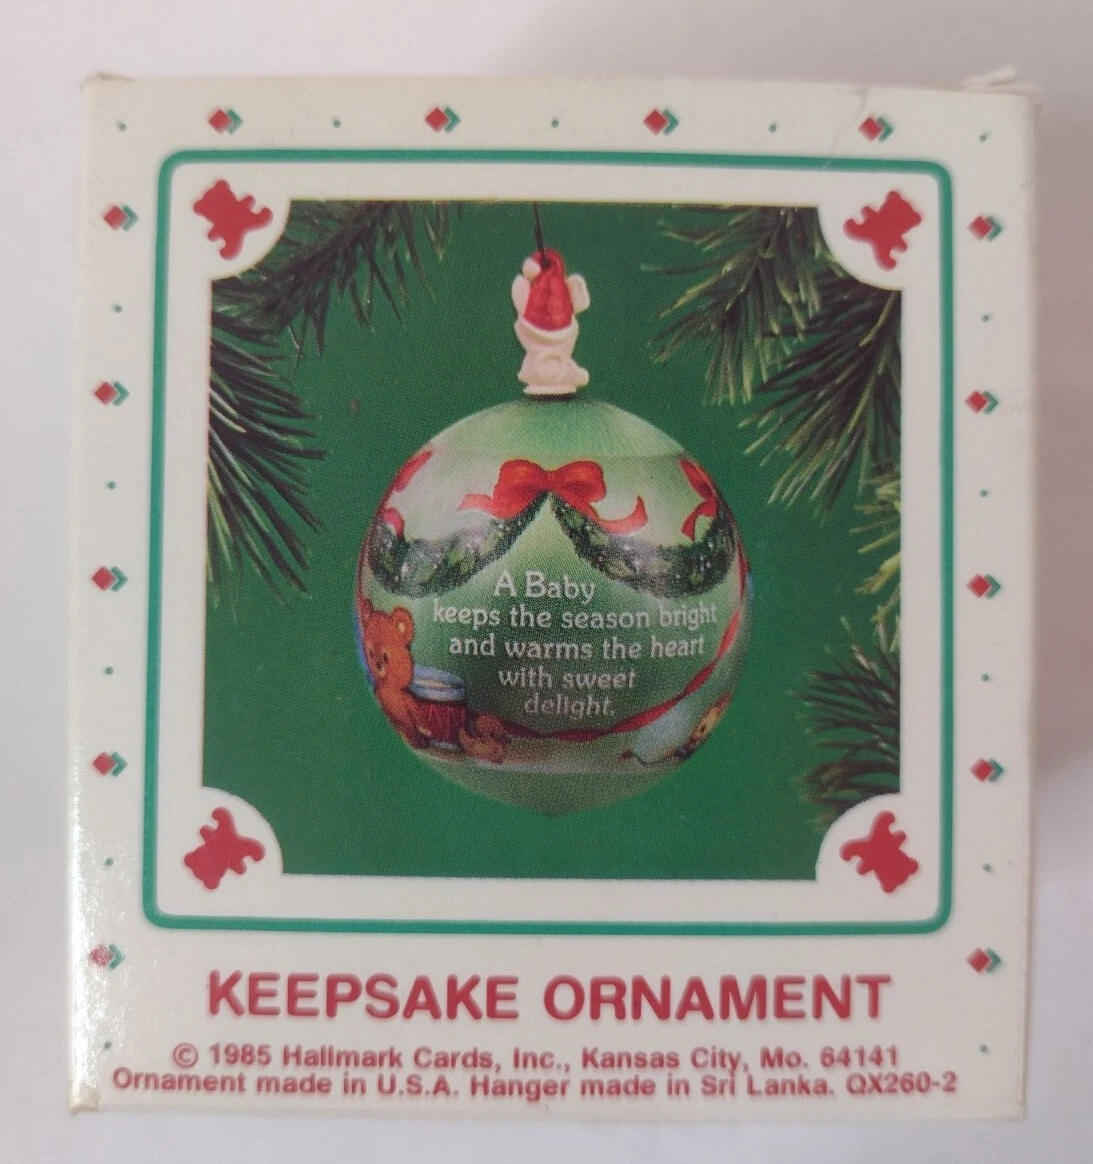 A Baby
keeps the season bright
and warms the heart
with sweet
delight.
KEEPSAKE ORNAMENT
© 1985 Hallmark Cards, Inc., Kansas City, Mo. 64141
Ornament made in U.S.A. Hanger made in Sri Lanka. QX260-2